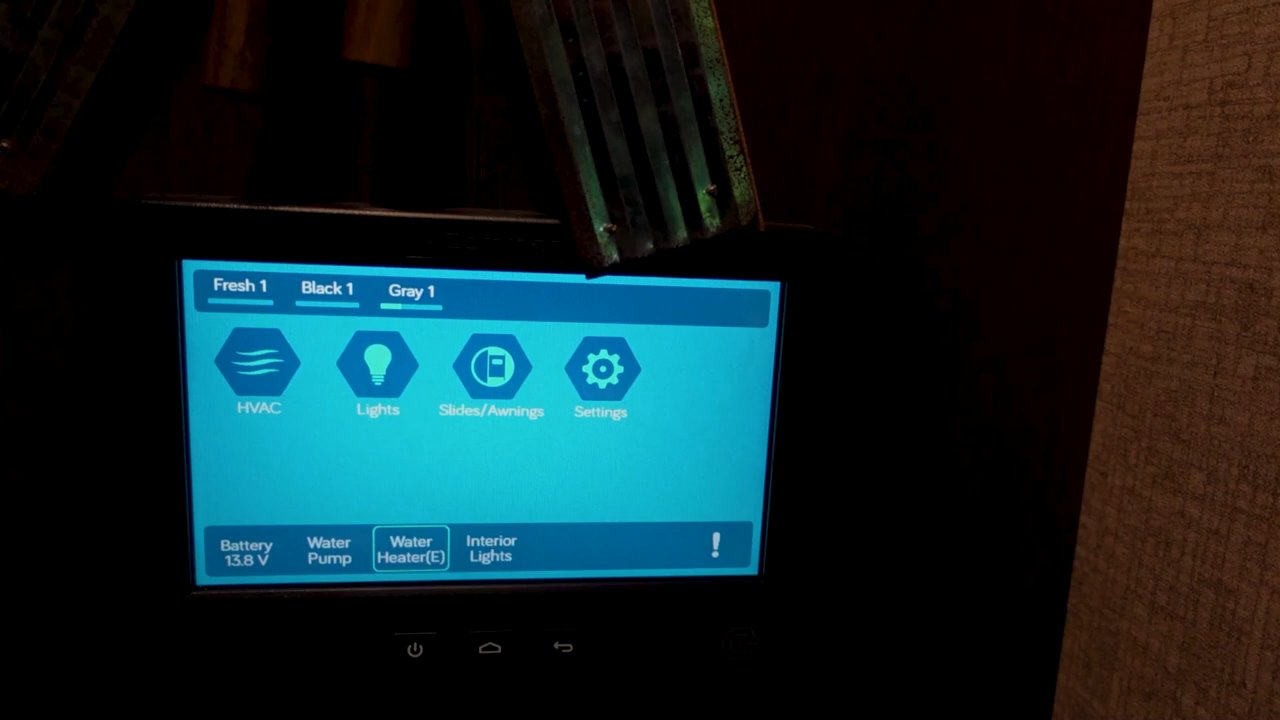 Fresh 1
Black 1
Gray 1
HVAC
Lights
Slides/Awnings
Settings
Battery
13.8 V
Water
Pump
Water
Heater(E)
Interior
Lights
!